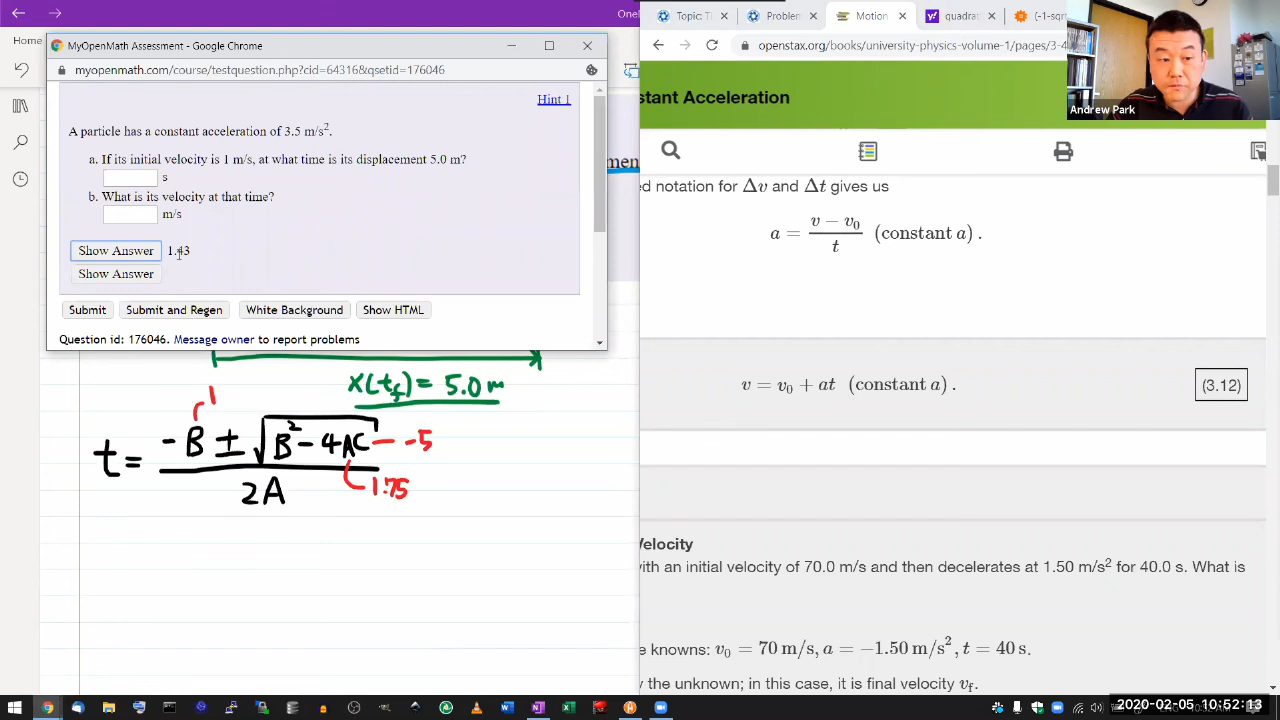 Onel
Home
MyOpenMath Assessment - Google Chrome
myopenmath.com/course/testquestion.php?cid=64316&qsetid=176046
Hint 1
A particle has a constant acceleration of 3.5 m/s².
a. If its initial velocity is 1 m/s, at what time is its displacement 5.0 m?
s
b. What is its velocity at that time?
m/s
Show Answer 1.43
Show Answer
Submit Submit and Regen White Background Show HTML
Question id: 176046. Message owner to report problems
men
x(t_f) = 5.0 m
1
t = (-B ± √(B² - 4AC)) / 2A
-5
1.75
Topic: T
Problem
Motion
quadrat
(-1-sqr
openstax.org/books/university-physics-volume-1/pages/3-4
Andrew Park
stant Acceleration
ed notation for Δv and Δt gives us
a = (v − v₀) / t (constant a).
v = v₀ + at (constant a). (3.12)
Velocity
with an initial velocity of 70.0 m/s and then decelerates at 1.50 m/s² for 40.0 s. What is
e knowns: v₀ = 70 m/s, a = −1.50 m/s², t = 40 s.
y the unknown; in this case, it is final velocity v_f.
2020-02-05 10:52:13